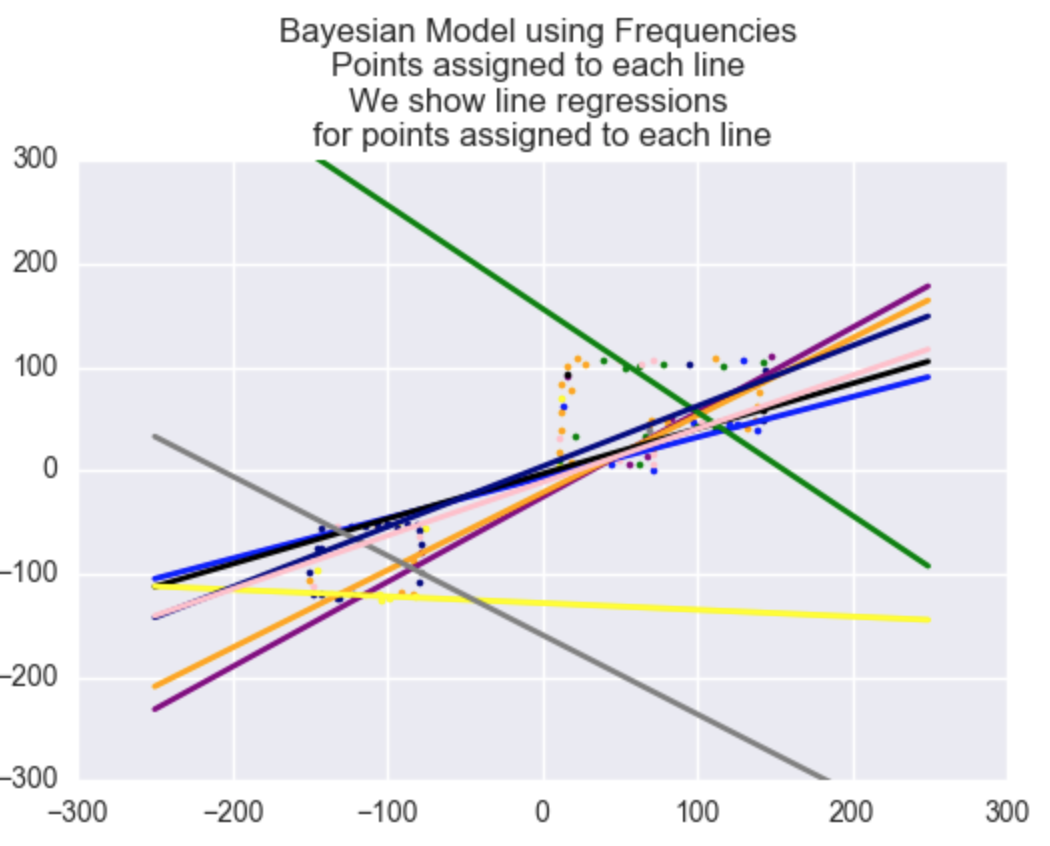 Bayesian Model using Frequencies
Points assigned to each line
We show line regressions
for points assigned to each line
300
200
100
0
−100
−200
−300
−300 −200 −100 0 100 200 300